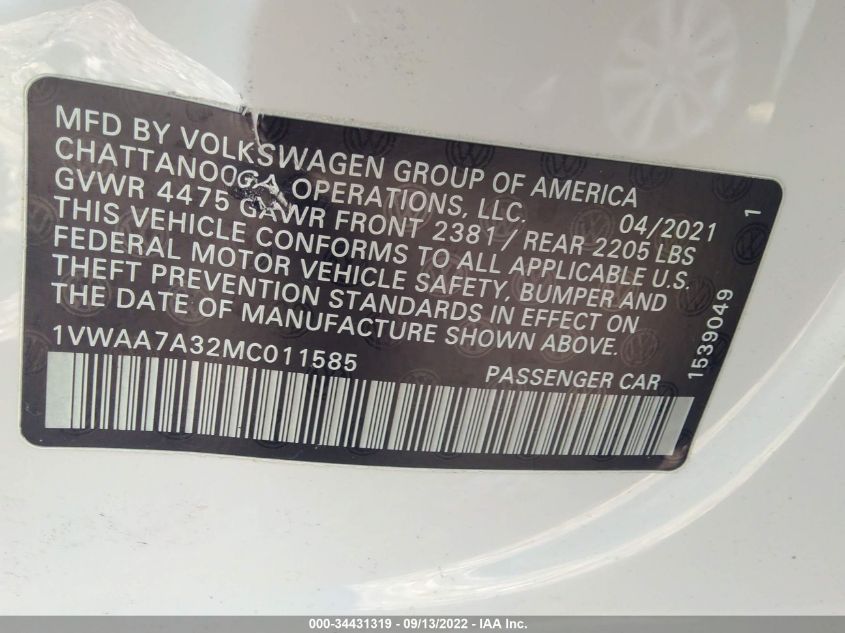 MFD BY VOLKSWAGEN GROUP OF AMERICA
CHATTANOOGA OPERATIONS, LLC. 04/2021 1
GVWR 4475 GAWR FRONT 2381 / REAR 2205 LBS
THIS VEHICLE CONFORMS TO ALL APPLICABLE U.S.
FEDERAL MOTOR VEHICLE SAFETY, BUMPER AND
THEFT PREVENTION STANDARDS IN EFFECT ON
THE DATE OF MANUFACTURE SHOWN ABOVE.
1539049
1VWAA7A32MC011585
PASSENGER CAR
000-34431319 - 09/13/2022 - IAA Inc.